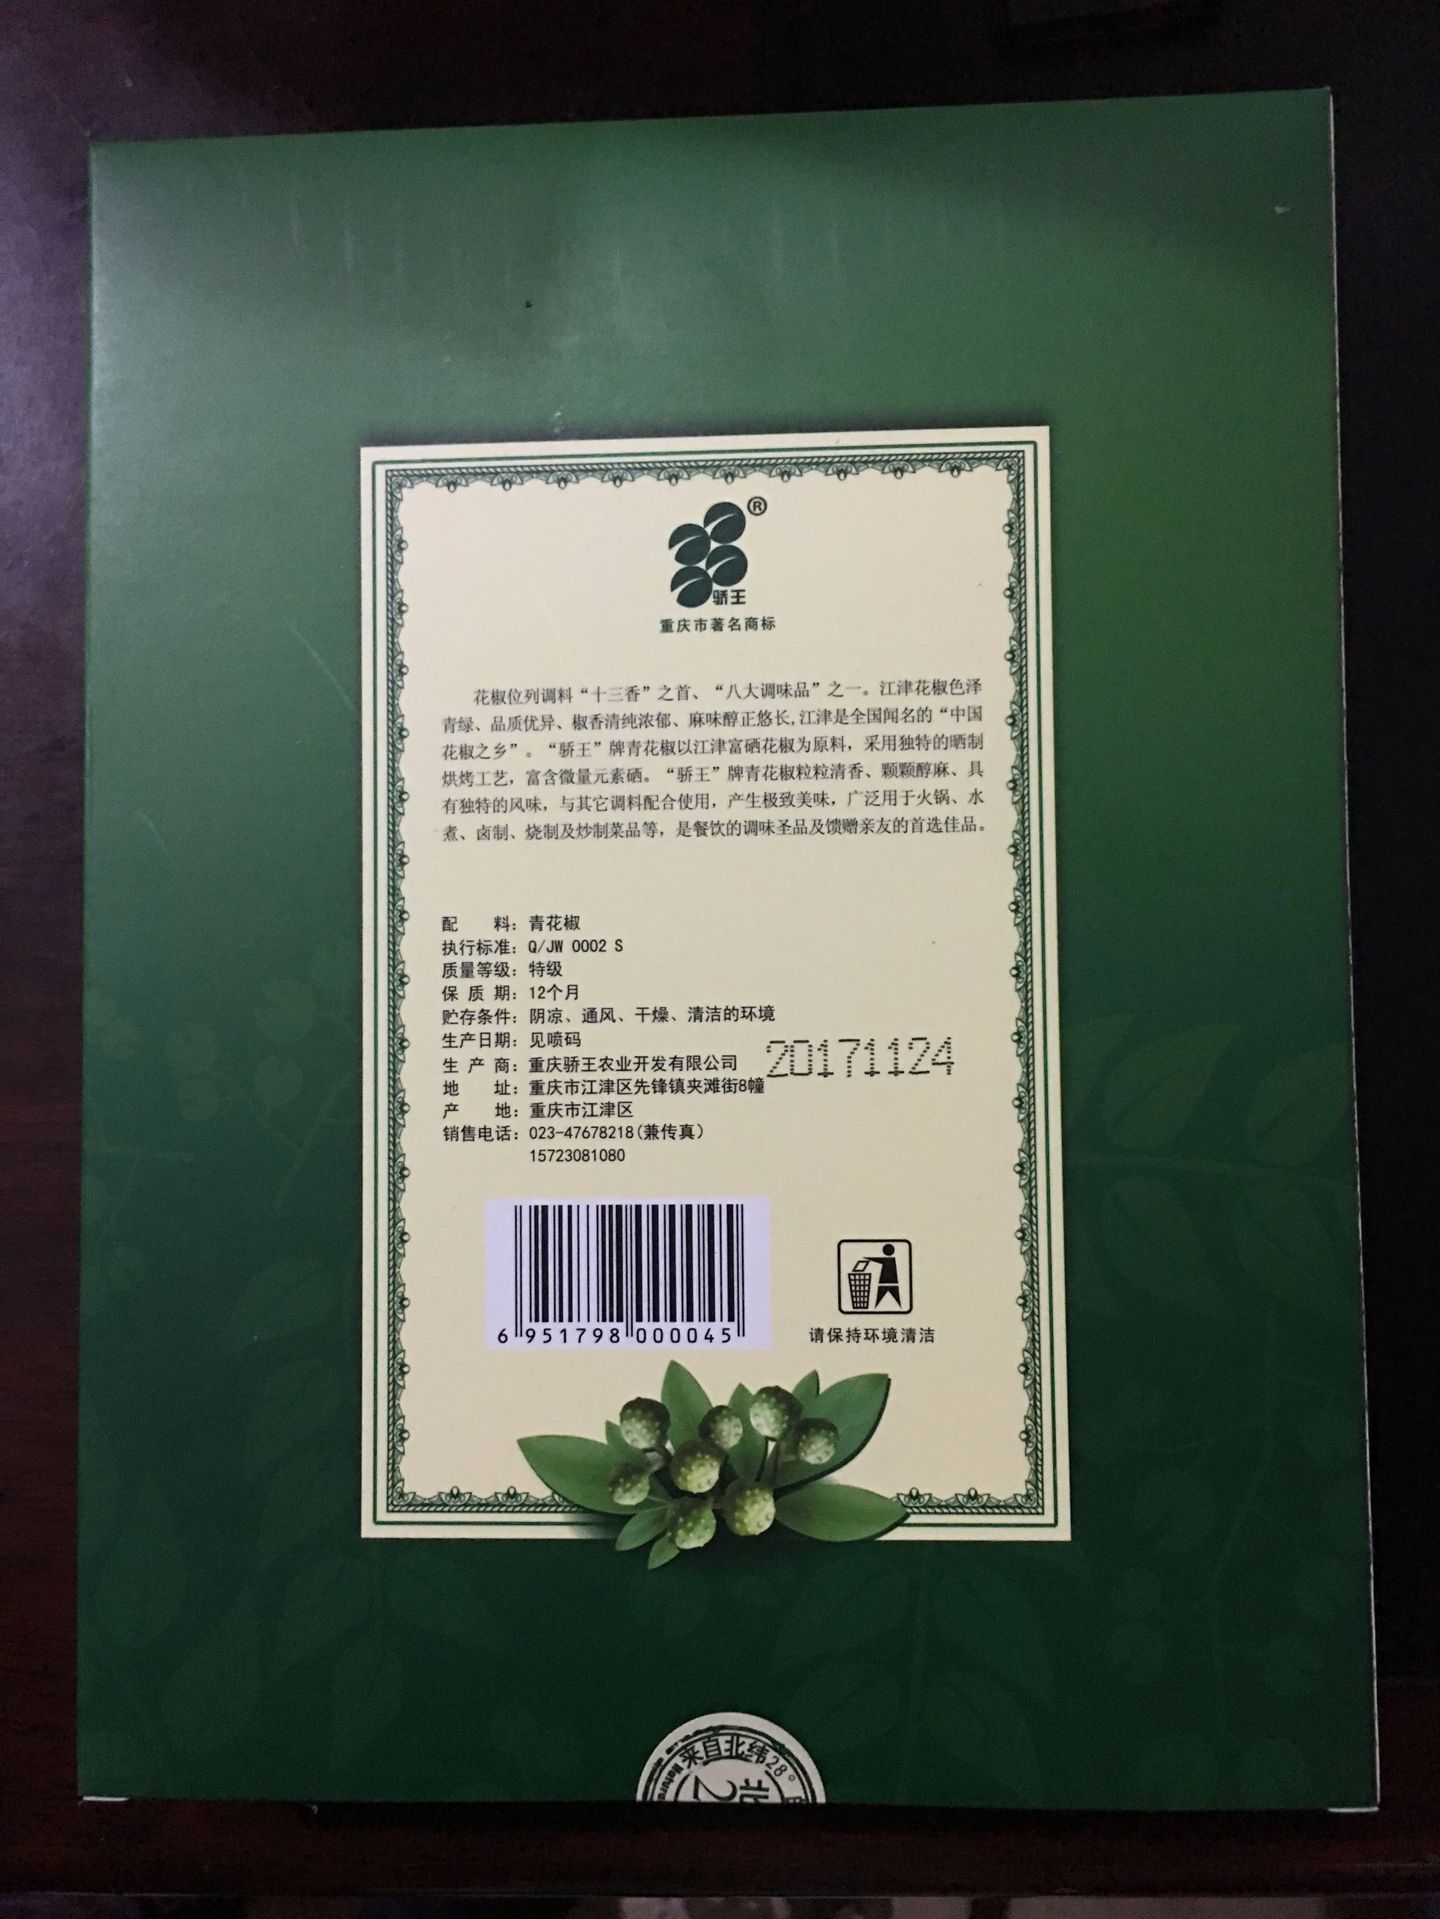 ®
骄王
重庆市著名商标
花椒位列调料“十三香”之首、“八大调味品”之一。江津花椒色泽
青绿、品质优异、椒香清纯浓郁、麻味醇正悠长,江津是全国闻名的“中国
花椒之乡”。“骄王”牌青花椒以江津富硒花椒为原料，采用独特的晒制
烘烤工艺，富含微量元素硒。“骄王”牌青花椒粒粒清香、颗颗醇麻、具
有独特的风味，与其它调料配合使用，产生极致美味，广泛用于火锅、水
煮、卤制、烧制及炒制菜品等，是餐饮的调味圣品及馈赠亲友的首选佳品。
配 料：青花椒
执行标准：Q/JW 0002 S
质量等级：特级
保 质 期：12个月
贮存条件：阴凉、通风、干燥、清洁的环境
生产日期：见喷码
20171124
生 产 商：重庆骄王农业开发有限公司
地 址：重庆市江津区先锋镇夹滩街8幢
产 地：重庆市江津区
销售电话：023-47678218(兼传真)
15723081080
6 951798 000045
请保持环境清洁
来自北纬28°